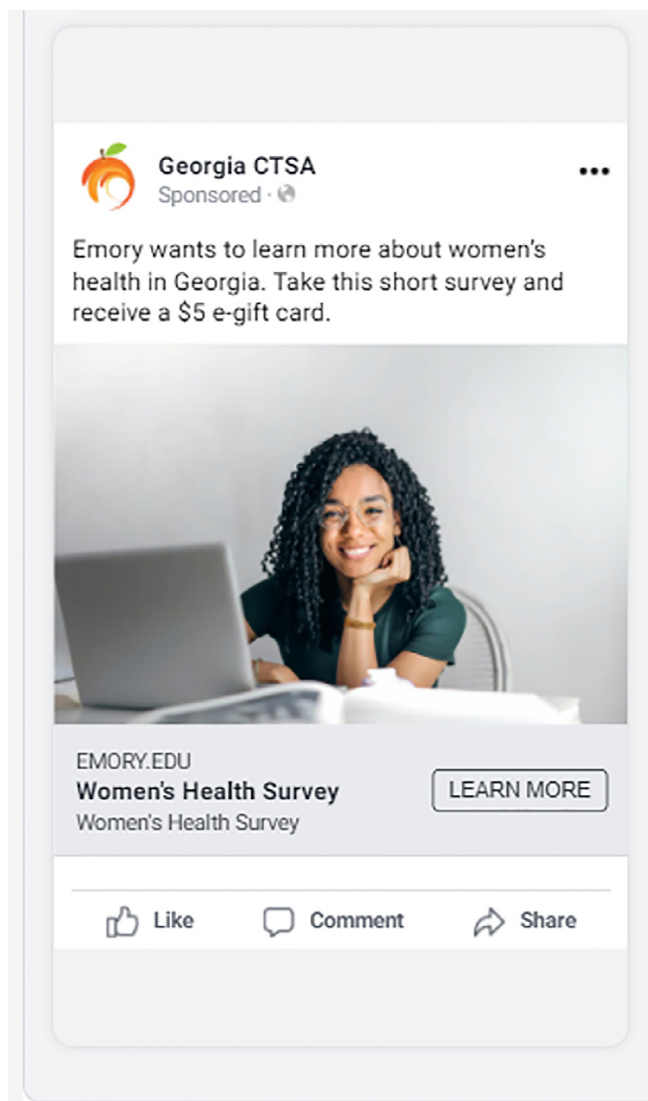 Georgia CTSA
Sponsored ·
Emory wants to learn more about women's
health in Georgia. Take this short survey and
receive a $5 e-gift card.
EMORY.EDU
Women's Health Survey
Women's Health Survey
LEARN MORE
Like Comment Share